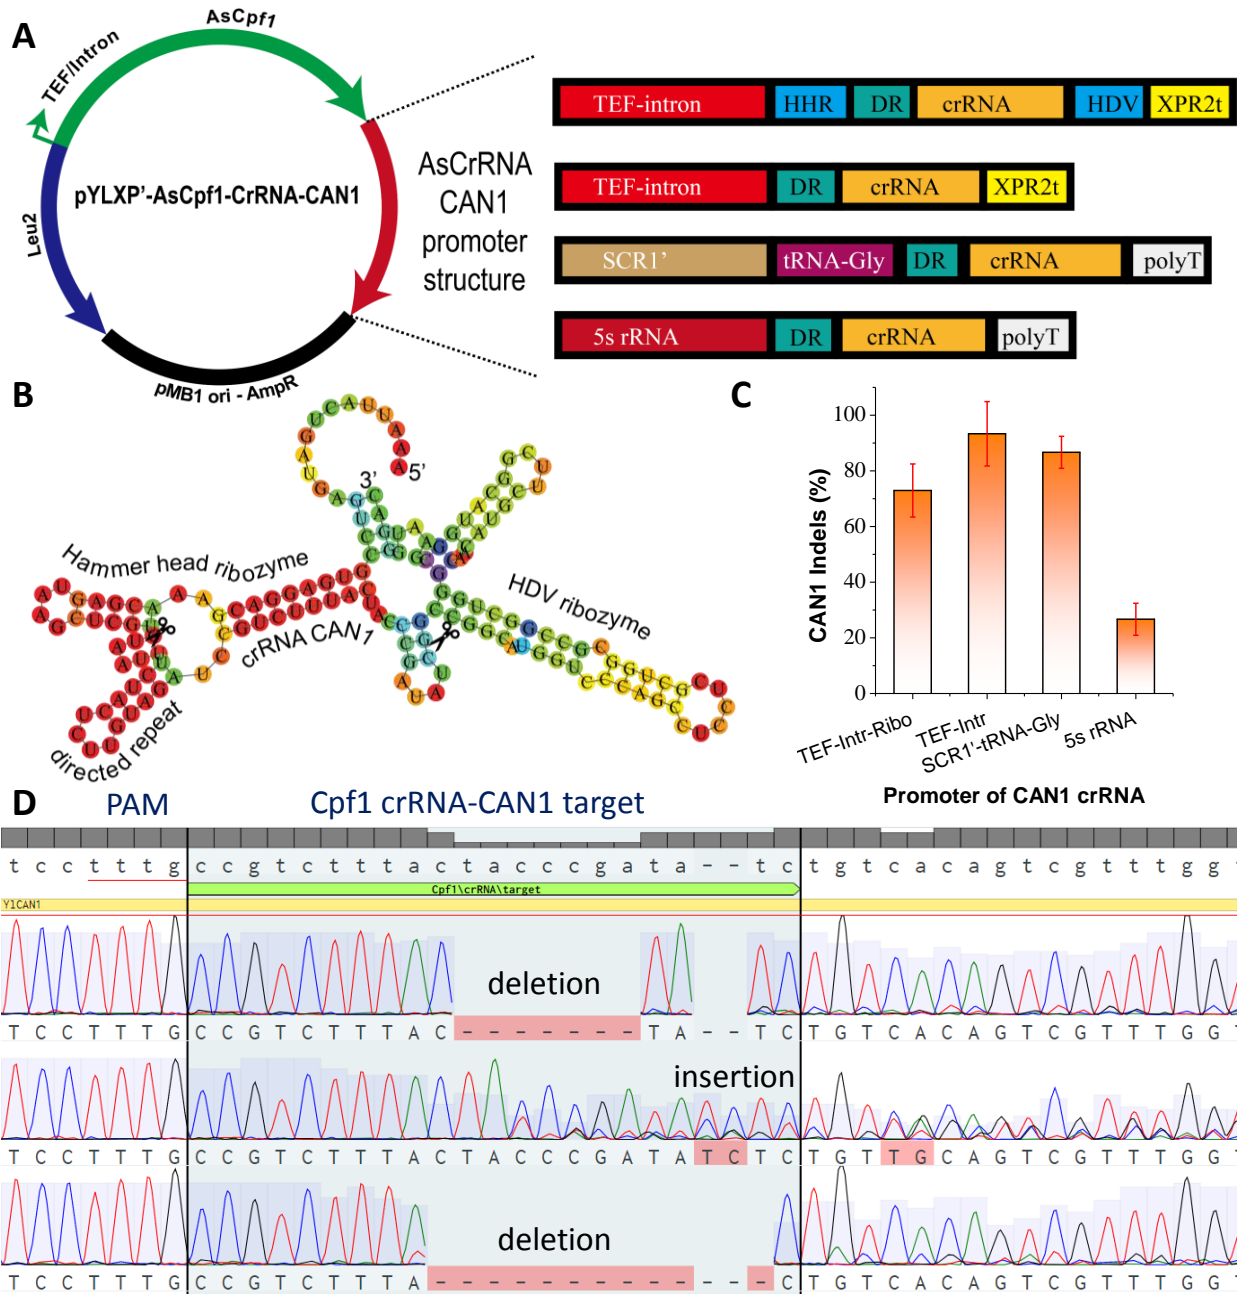 A
AsCpf1
TEF/Intron
pYLXP'-AsCpf1-CrRNA-CAN1
Leu2
pMB1 ori - AmpR
AsCrRNA
CAN1
promoter
structure
TEF-intron HHR DR crRNA HDV XPR2t
TEF-intron DR crRNA XPR2t
SCR1' tRNA-Gly DR crRNA polyT
5s rRNA DR crRNA polyT
B
5'
3'
Hammer head ribozyme
crRNA CAN1
HDV ribozyme
directed repeat
C
CAN1 Indels (%)
100
80
60
40
20
0
TEF-Intr-Ribo
TEF-Intr
SCR1'-tRNA-Gly
5s rRNA
Promoter of CAN1 crRNA
D
PAM
Cpf1 crRNA-CAN1 target
t c c t t t g c c g t c t t t a c t a c c c g a t a - - t c t g t c a c a g t c g t t t g g t
Cpf1\crRNA\target
YlCAN1
deletion
T C C T T T G C C G T C T T T A C - - - - - - - T A - - T C T G T C A C A G T C G T T T G G T
insertion
T C C T T T G C C G T C T T T A C T A C C C G A T A T C T C T G T T G C A G T C G T T T G G T
deletion
T C C T T T G C C G T C T T T A - - - - - - - - - - - - - C T G T C A C A G T C G T T T G G T